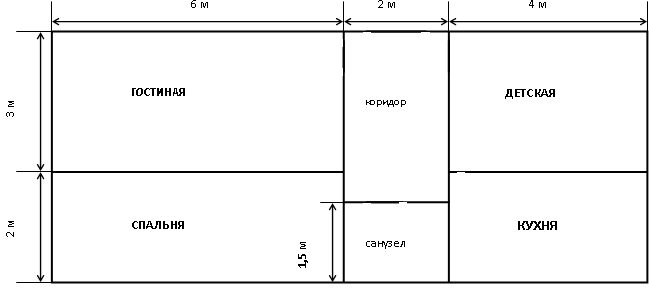 6 м
2 м
4 м
3 м
ГОСТИНАЯ
коридор
ДЕТСКАЯ
2 м
СПАЛЬНЯ
1,5 м
санузел
КУХНЯ